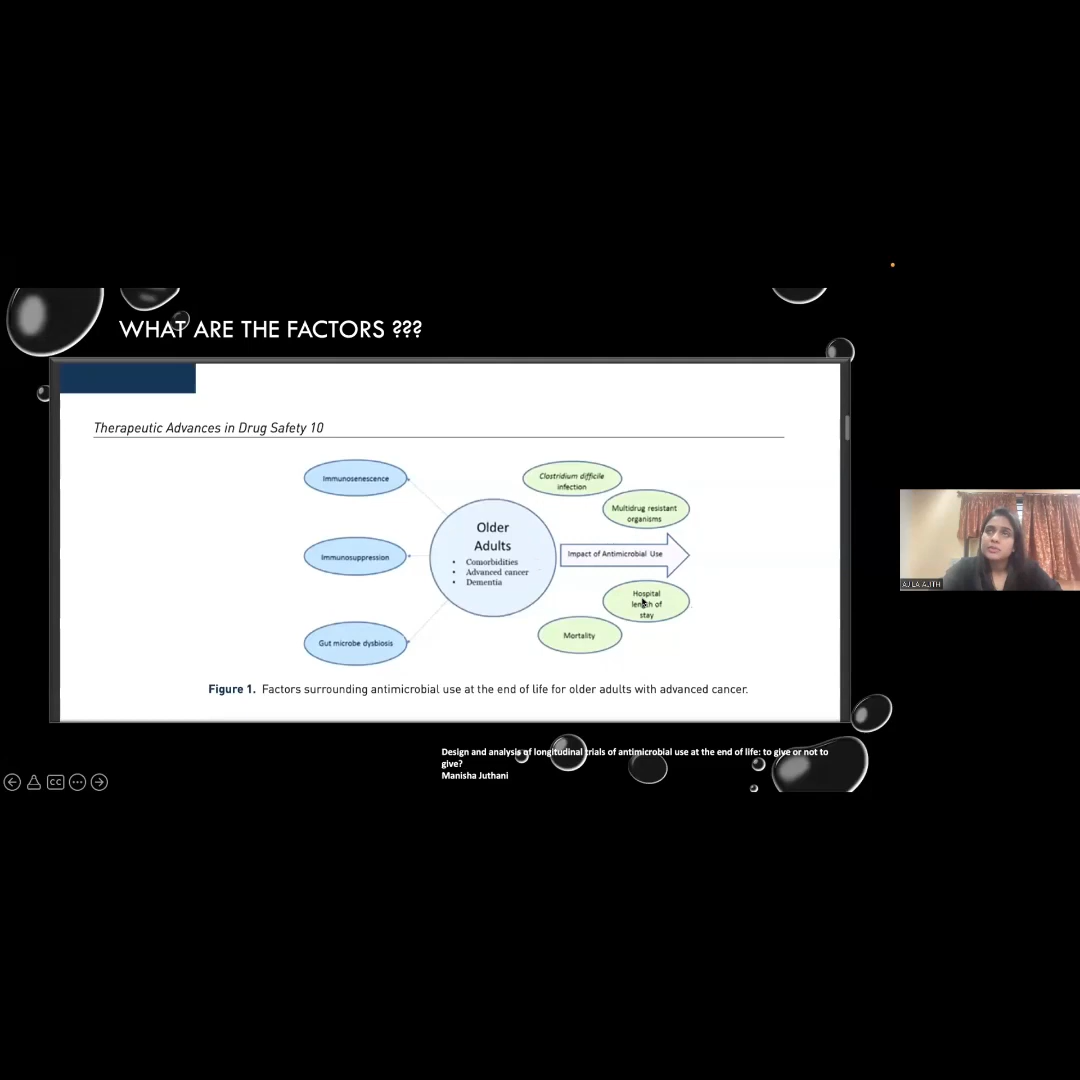 WHAT ARE THE FACTORS ???
Therapeutic Advances in Drug Safety 10
Immunosenescence
Immunosuppression
Gut microbe dysbiosis
Older
Adults
• Comorbidities
• Advanced cancer
• Dementia
Clostridium difficile
infection
Multidrug resistant
organisms
Impact of Antimicrobial Use
Hospital
length of
stay
Mortality
Figure 1. Factors surrounding antimicrobial use at the end of life for older adults with advanced cancer.
Design and analysis of longitudinal trials of antimicrobial use at the end of life: to give or not to
give?
Manisha Juthani
CC
AJLA AJITH